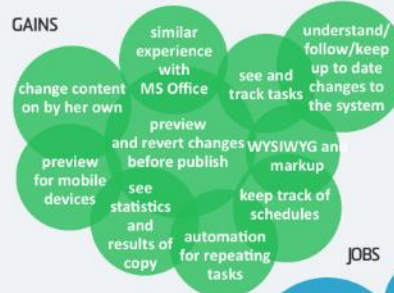 GAINS
similar
experience
with
MS Office
understand/
follow/keep
up to date
changes to
the system
change content
on by her own
see and
track tasks
preview
and revert changes
before publish
WYSIWYG and
markup
preview
for mobile
devices
see
statistics
and
results of
copy
keep track of
schedules
automation
for repeating
tasks
JOBS